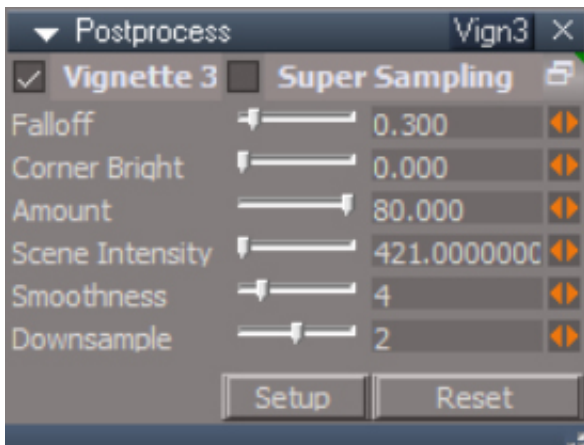 Postprocess Vign3
Vignette 3 Super Sampling
Falloff 0.300
Corner Bright 0.000
Amount 80.000
Scene Intensity 421.0000000
Smoothness 4
Downsample 2
Setup Reset